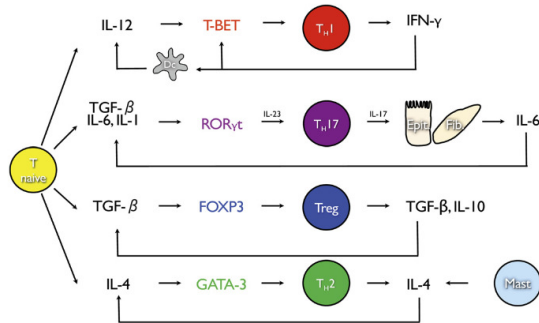 IL-12 T-BET TH1 IFN-γ
Dc
TGF-β
IL-6, IL-1 RORγt IL-23 TH17 IL-17 Epit. Fib. IL-6
T
naive
TGF-β FOXP3 Treg TGF-β, IL-10
IL-4 GATA-3 TH2 IL-4 Mast